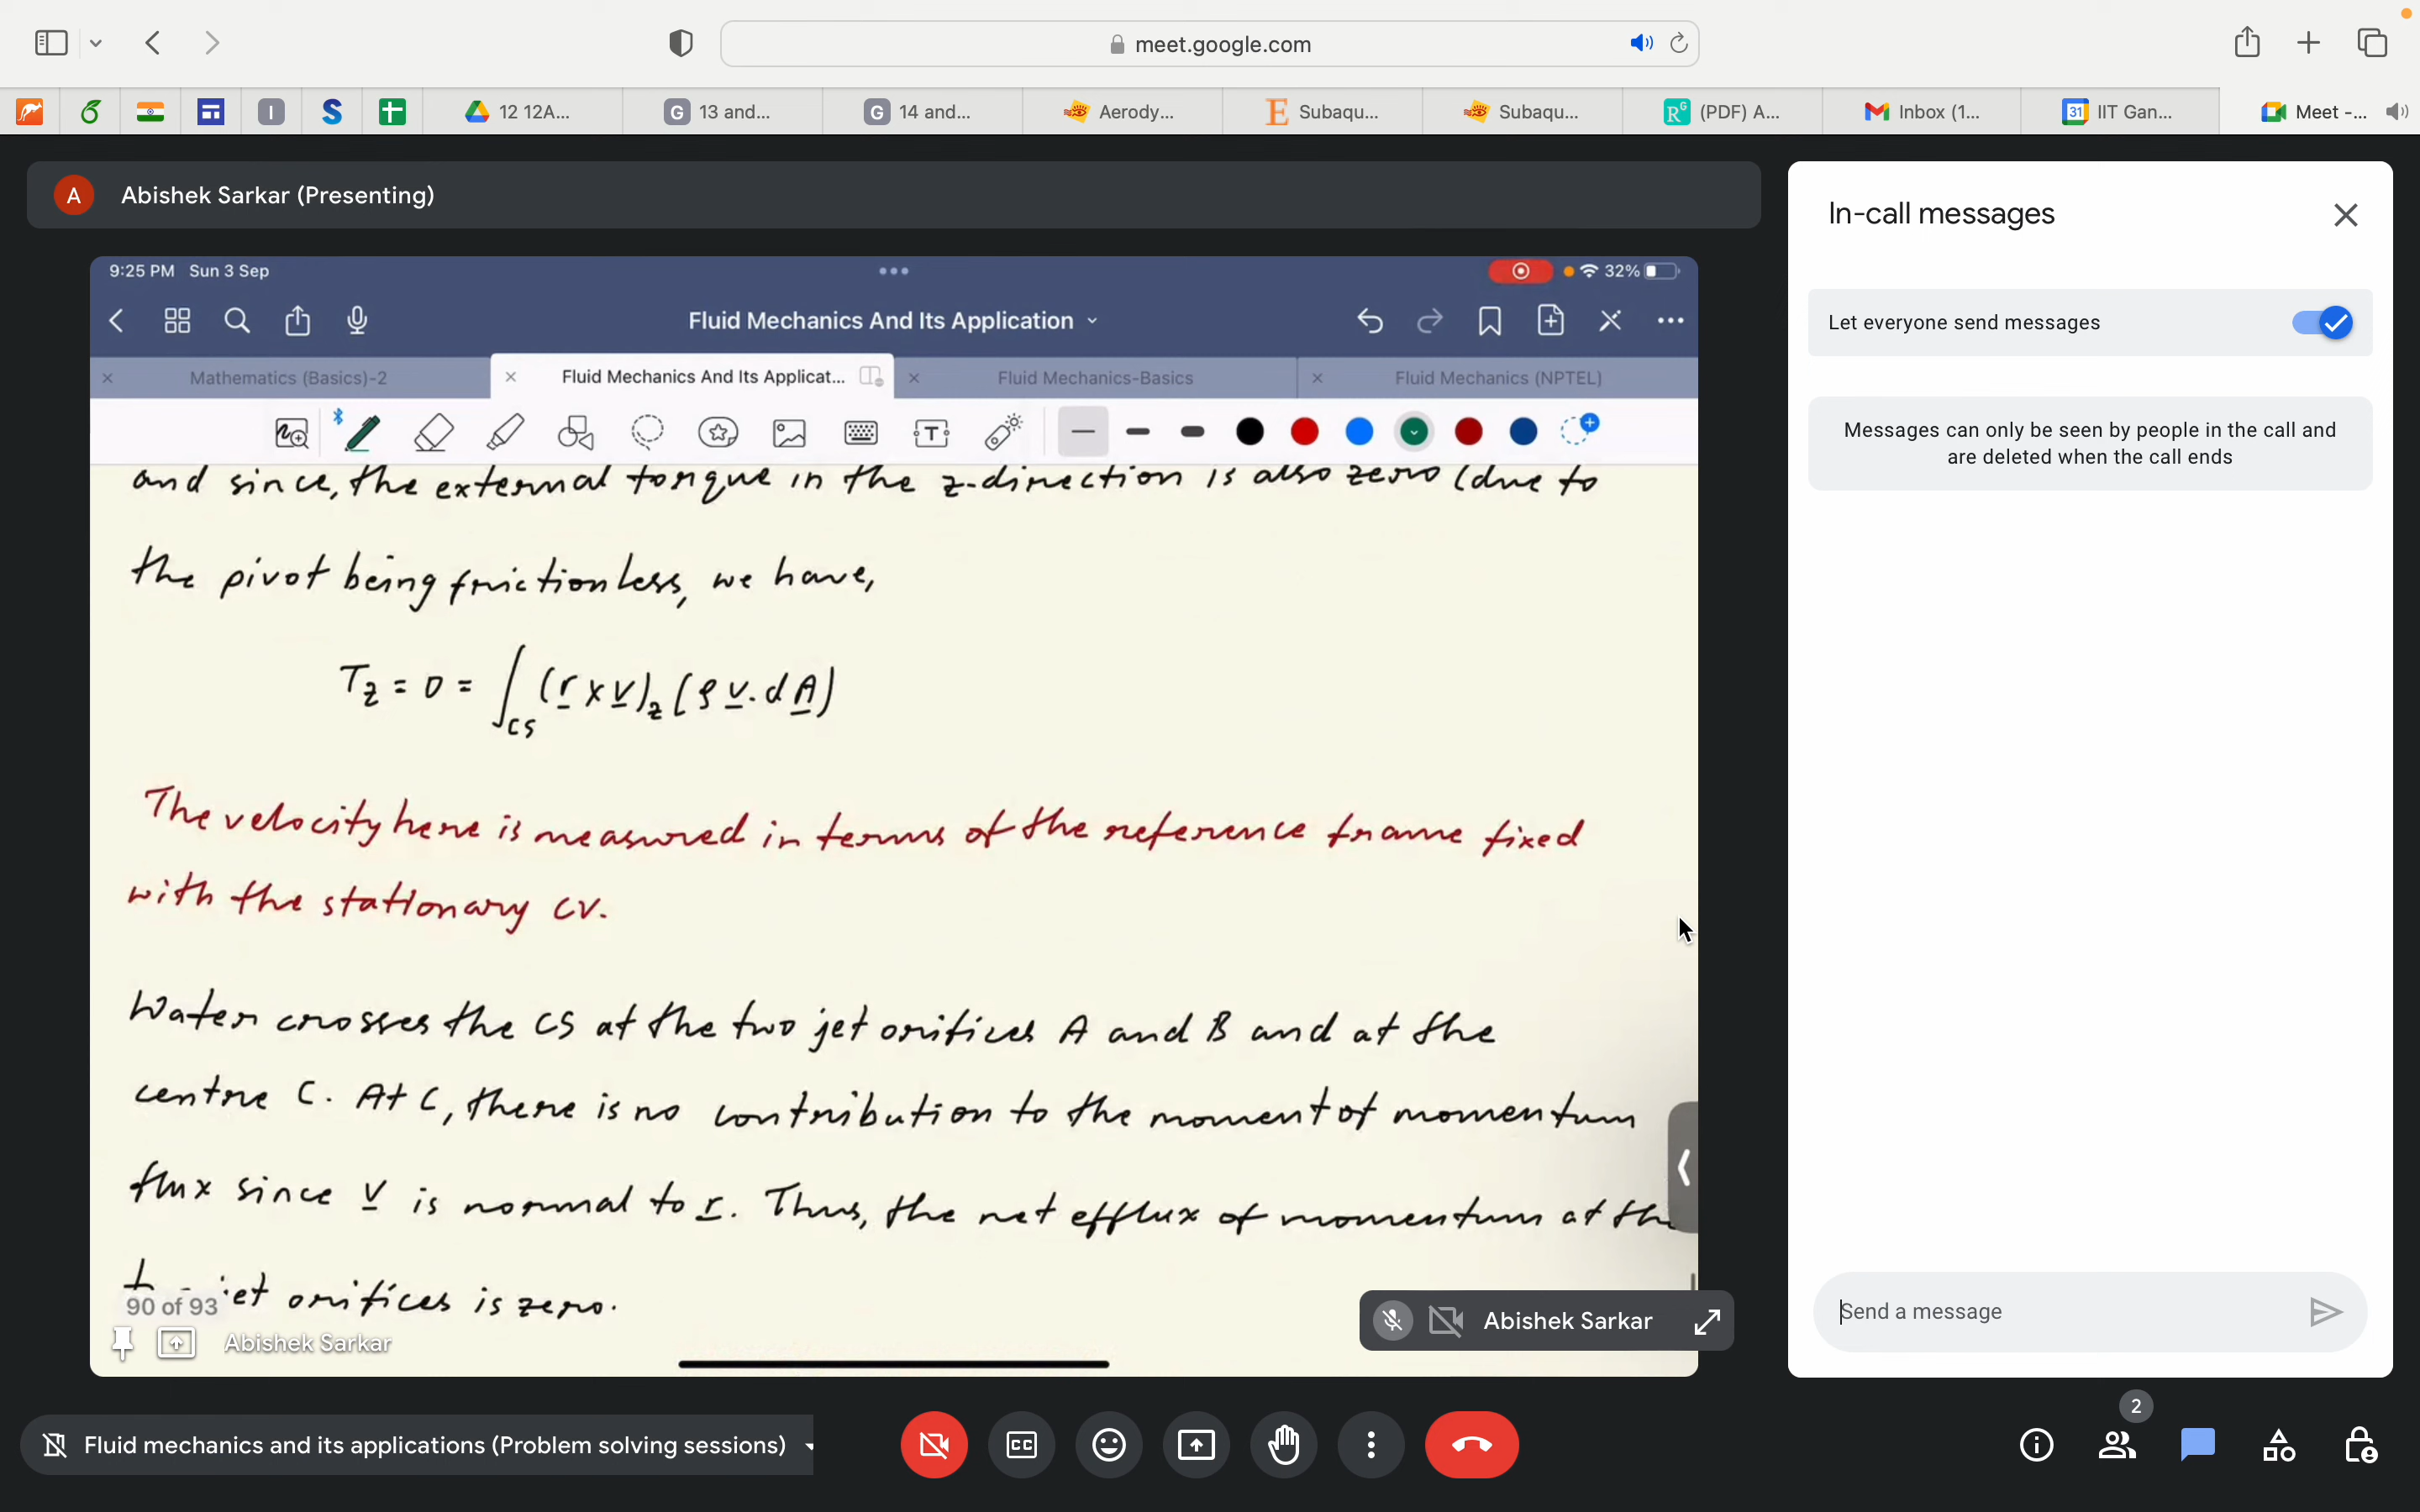 meet.google.com
12 12A...
13 and...
14 and...
Aerody...
Subaqu...
Subaqu...
(PDF) A...
Inbox (1...
IIT Gan...
Meet -...
A Abishek Sarkar (Presenting)
9:25 PM Sun 3 Sep
32%
Fluid Mechanics And Its Application
Mathematics (Basics)-2
Fluid Mechanics And Its Applicat...
Fluid Mechanics-Basics
Fluid Mechanics (NPTEL)
and since, the external torque in the z-direction is also zero (due to
the pivot being frictionless, we have,
T_z = 0 = ∫_CS (r × v)_z (ρ v. dA)
The velocity here is measured in terms of the reference frame fixed
with the stationary CV.
Water crosses the CS at the two jet orifices A and B and at the
centre C. At C, there is no contribution to the moment of momentum
flux since v is normal to r. Thus, the net efflux of momentum at the
jet orifices is zero.
90 of 93
Abishek Sarkar
Abishek Sarkar
In-call messages
Let everyone send messages
Messages can only be seen by people in the call and
are deleted when the call ends
Send a message
Fluid mechanics and its applications (Problem solving sessions)
CC
2